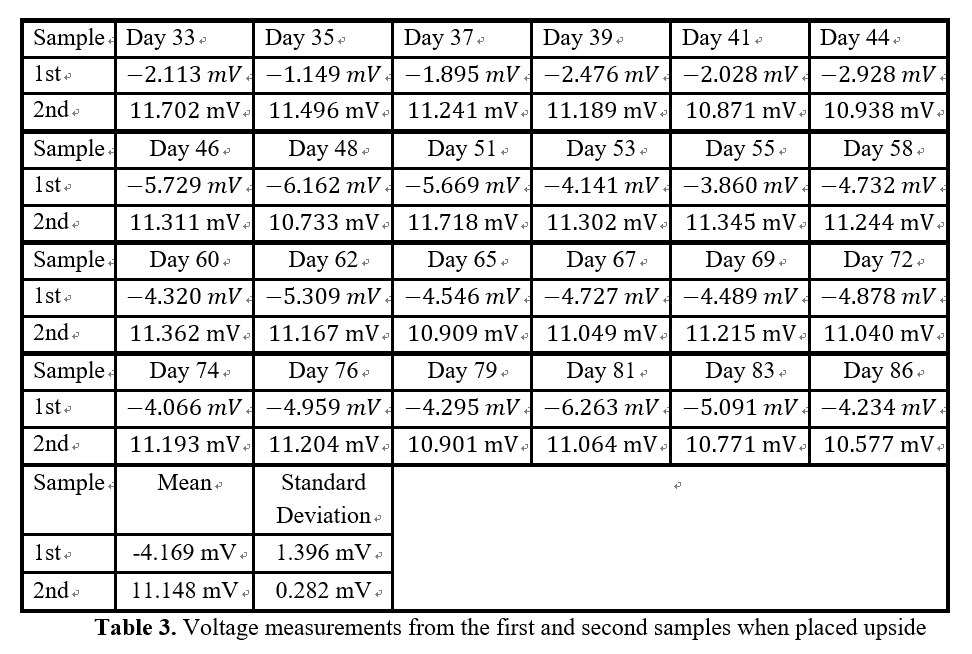 Sample Day 33 Day 35 Day 37 Day 39 Day 41 Day 44
1st −2.113 mV −1.149 mV −1.895 mV −2.476 mV −2.028 mV −2.928 mV
2nd 11.702 mV 11.496 mV 11.241 mV 11.189 mV 10.871 mV 10.938 mV
Sample Day 46 Day 48 Day 51 Day 53 Day 55 Day 58
1st −5.729 mV −6.162 mV −5.669 mV −4.141 mV −3.860 mV −4.732 mV
2nd 11.311 mV 10.733 mV 11.718 mV 11.302 mV 11.345 mV 11.244 mV
Sample Day 60 Day 62 Day 65 Day 67 Day 69 Day 72
1st −4.320 mV −5.309 mV −4.546 mV −4.727 mV −4.489 mV −4.878 mV
2nd 11.362 mV 11.167 mV 10.909 mV 11.049 mV 11.215 mV 11.040 mV
Sample Day 74 Day 76 Day 79 Day 81 Day 83 Day 86
1st −4.066 mV −4.959 mV −4.295 mV −6.263 mV −5.091 mV −4.234 mV
2nd 11.193 mV 11.204 mV 10.901 mV 11.064 mV 10.771 mV 10.577 mV
Sample Mean Standard
Deviation
1st -4.169 mV 1.396 mV
2nd 11.148 mV 0.282 mV
Table 3. Voltage measurements from the first and second samples when placed upside